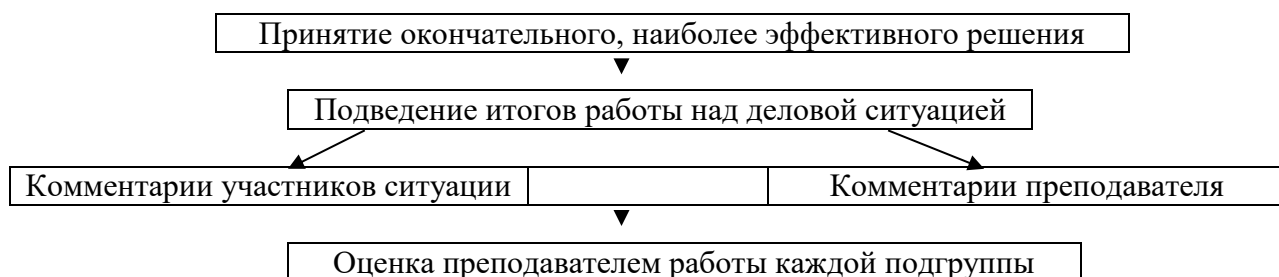 Принятие окончательного, наиболее эффективного решения
Подведение итогов работы над деловой ситуацией
Комментарии участников ситуации
Комментарии преподавателя
Оценка преподавателем работы каждой подгруппы